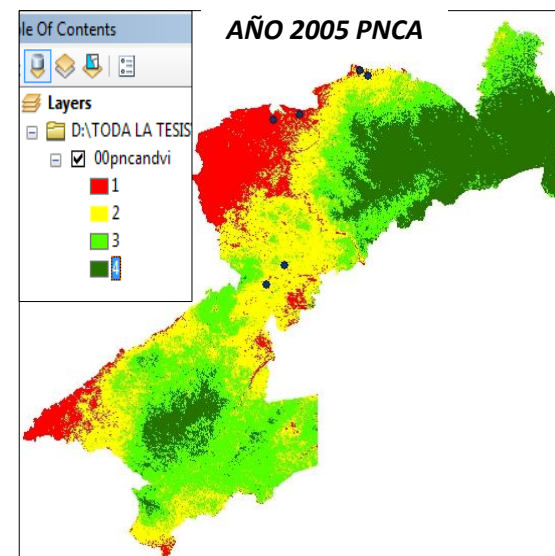 le Of Contents
AÑO 2005 PNCA
Layers
D:\TODA LA TESIS
00pncandvi
1
2
3
4